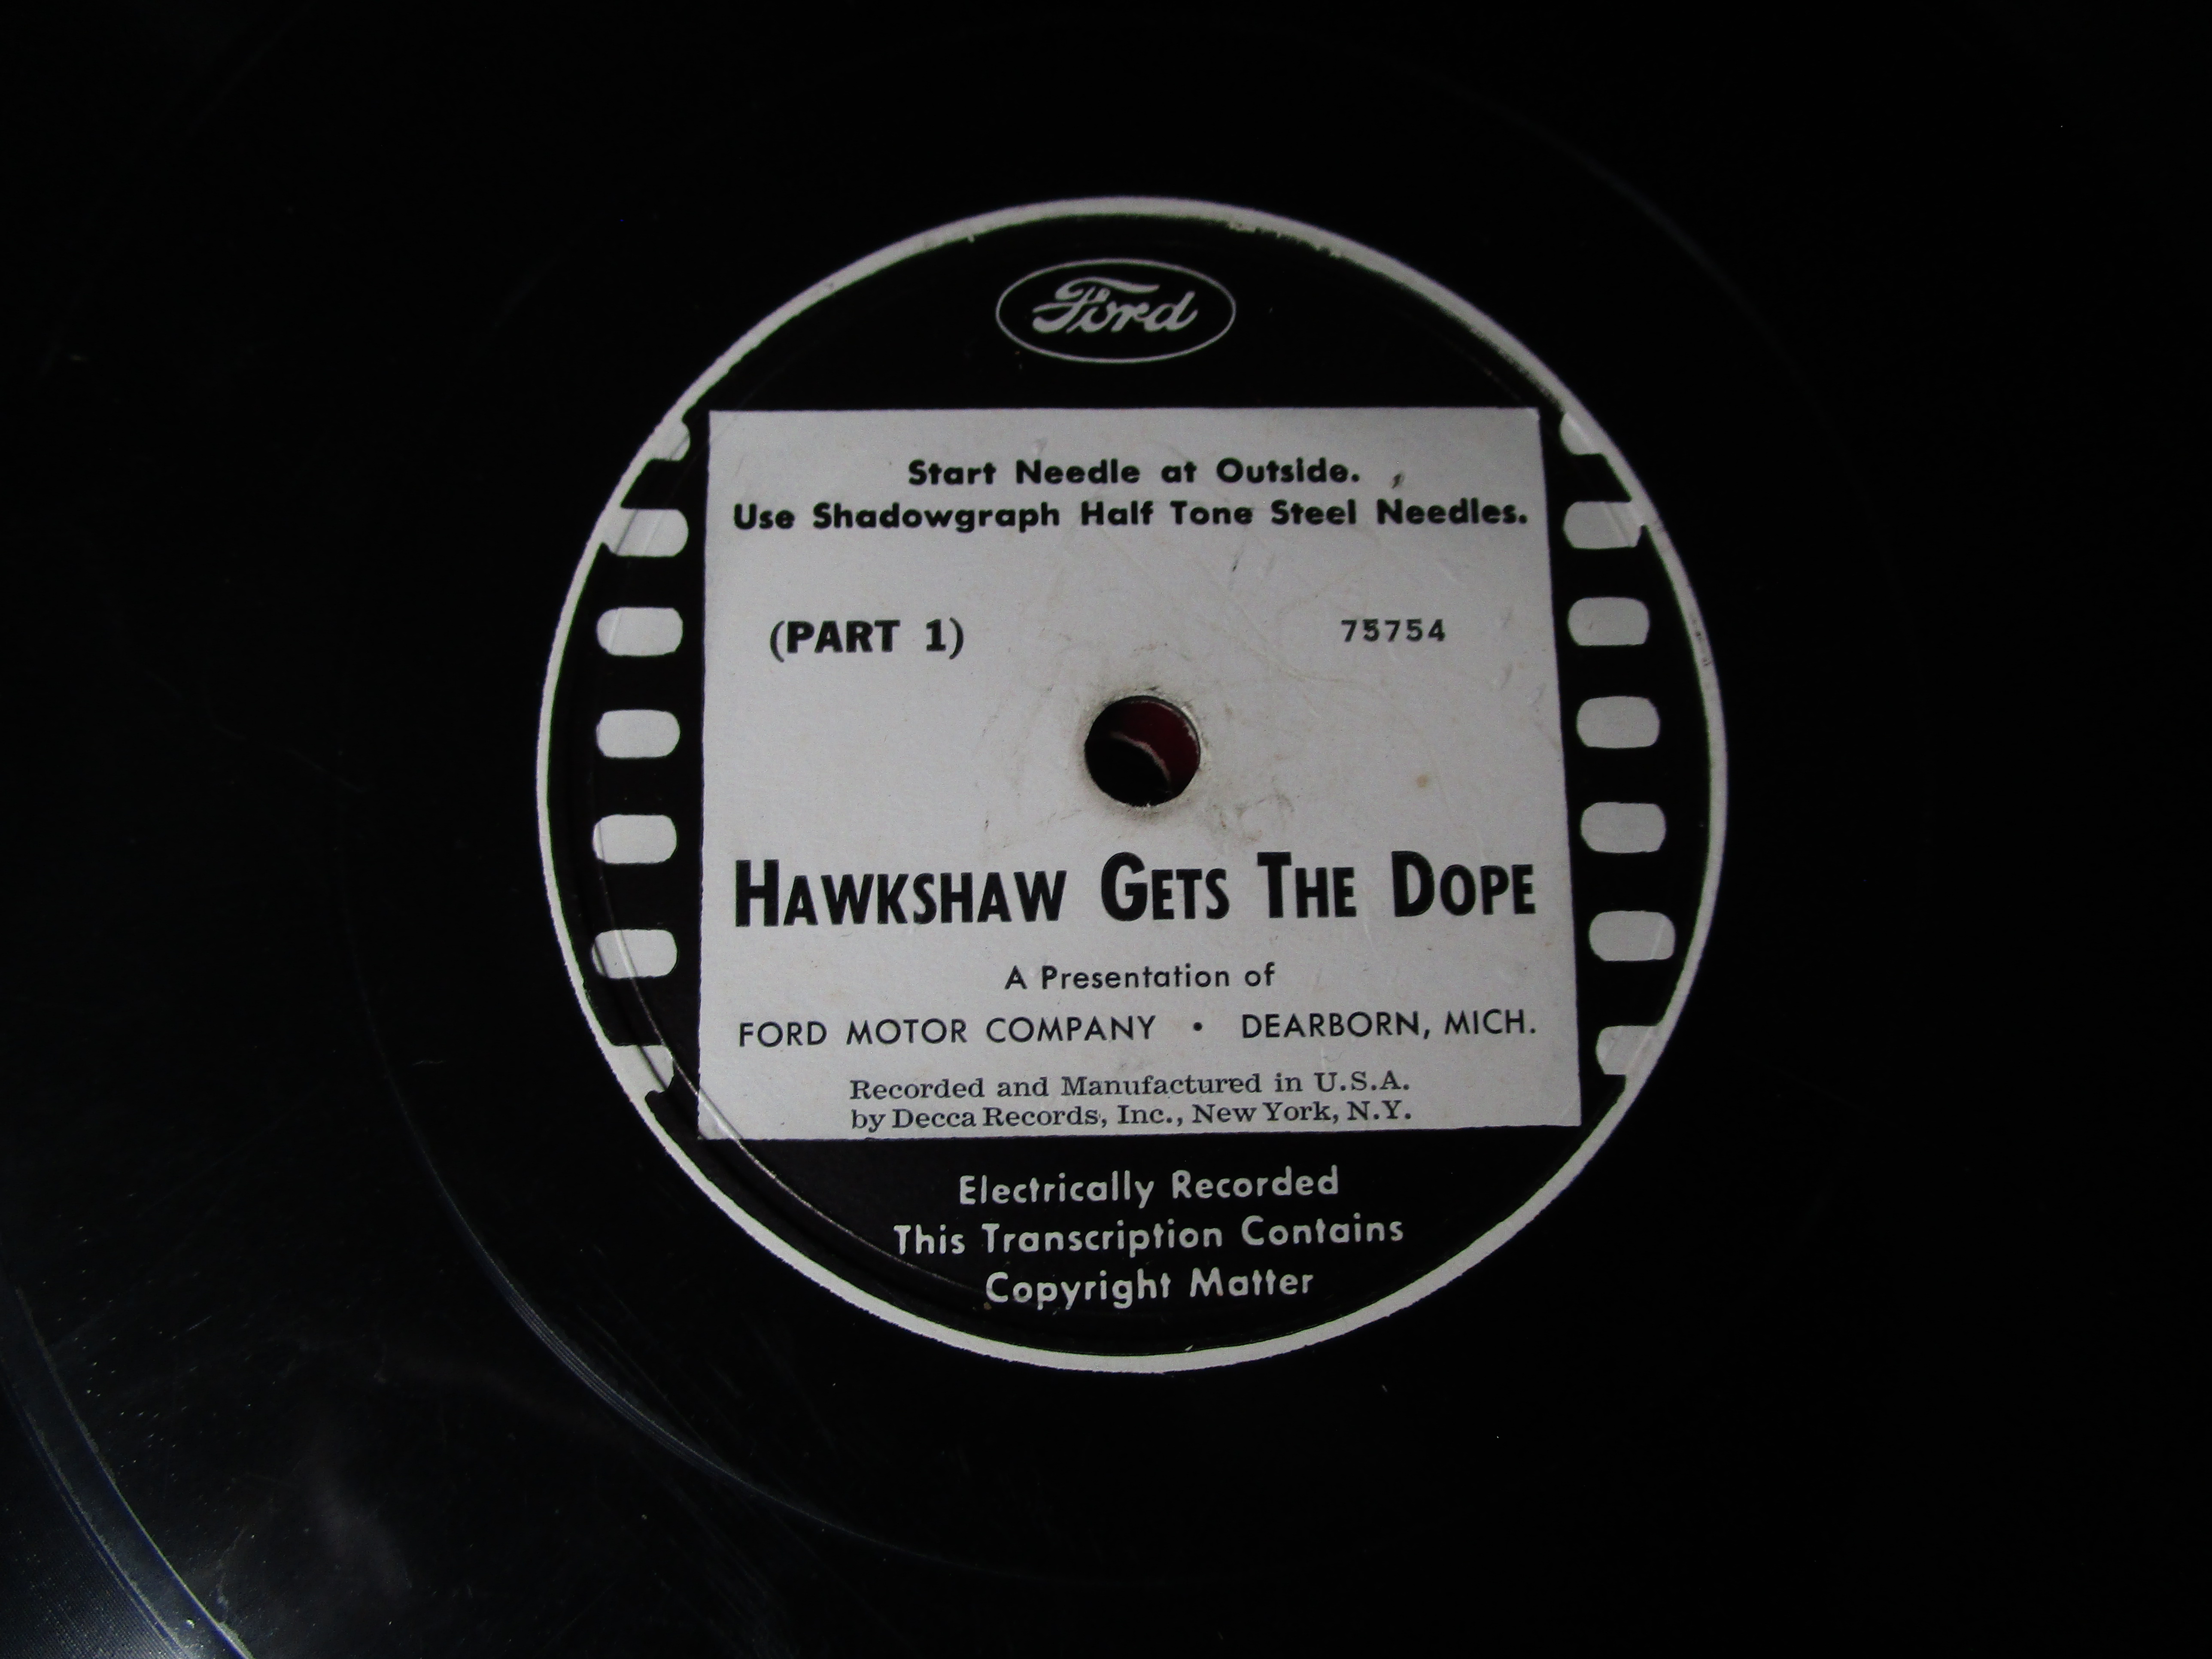 Ford
Start Needle at Outside.
Use Shadowgraph Half Tone Steel Needles.
(PART 1) 75754
HAWKSHAW GETS THE DOPE
A Presentation of
FORD MOTOR COMPANY • DEARBORN, MICH.
Recorded and Manufactured in U.S.A.
by Decca Records, Inc., New York, N.Y.
Electrically Recorded
This Transcription Contains
Copyright Matter